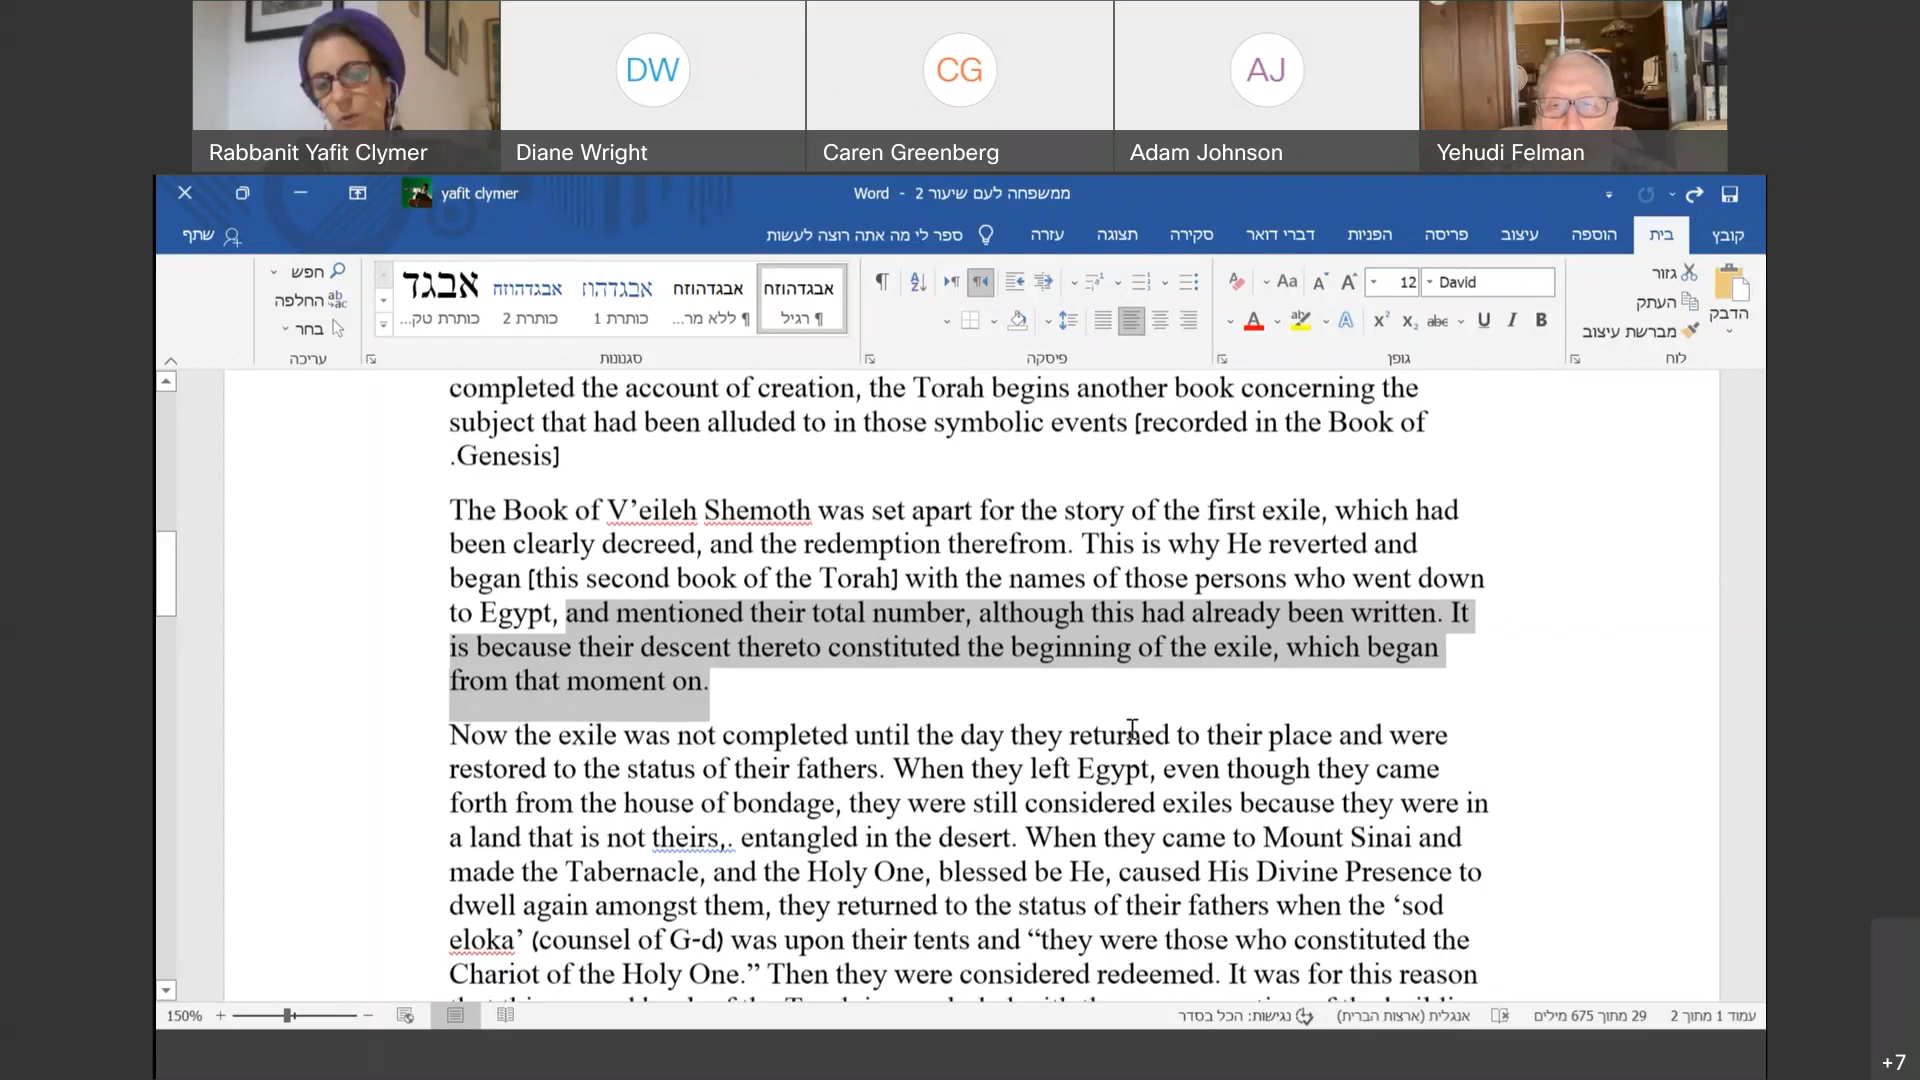 DW
CG
AJ
Rabbanit Yafit Clymer
Diane Wright
Caren Greenberg
Adam Johnson
Yehudi Felman
yafit clymer
ממשפחה לעם שיעור 2 - Word
קובץ
בית
הוספה
עיצוב
פריסה
הפניות
דברי דואר
סקירה
תצוגה
עזרה
ספר לי מה אתה רוצה לעשות
שתף
גזור
העתק
מברשת עיצוב
הדבק
לוח
David
12
Aa
גופן
פיסקה
אבגדהוזח
¶ רגיל
אבגדהוזח
¶ ללא מר...
אבגדהוז
כותרת 1
אבגדהוזח
כותרת 2
אבגד
כותרת טק...
סגנונות
חפש
החלפה
בחר
עריכה
completed the account of creation, the Torah begins another book concerning the
subject that had been alluded to in those symbolic events [recorded in the Book of
.Genesis]
The Book of V’eileh Shemoth was set apart for the story of the first exile, which had
been clearly decreed, and the redemption therefrom. This is why He reverted and
began [this second book of the Torah] with the names of those persons who went down
to Egypt, and mentioned their total number, although this had already been written. It
is because their descent thereto constituted the beginning of the exile, which began
from that moment on.
Now the exile was not completed until the day they returned to their place and were
restored to the status of their fathers. When they left Egypt, even though they came
forth from the house of bondage, they were still considered exiles because they were in
a land that is not theirs,. entangled in the desert. When they came to Mount Sinai and
made the Tabernacle, and the Holy One, blessed be He, caused His Divine Presence to
dwell again amongst them, they returned to the status of their fathers when the ‘sod
eloka’ (counsel of G-d) was upon their tents and “they were those who constituted the
Chariot of the Holy One.” Then they were considered redeemed. It was for this reason
עמוד 1 מתוך 2
29 מתוך 675 מילים
אנגלית (ארצות הברית)
נגישות: הכל בסדר
150%
+7